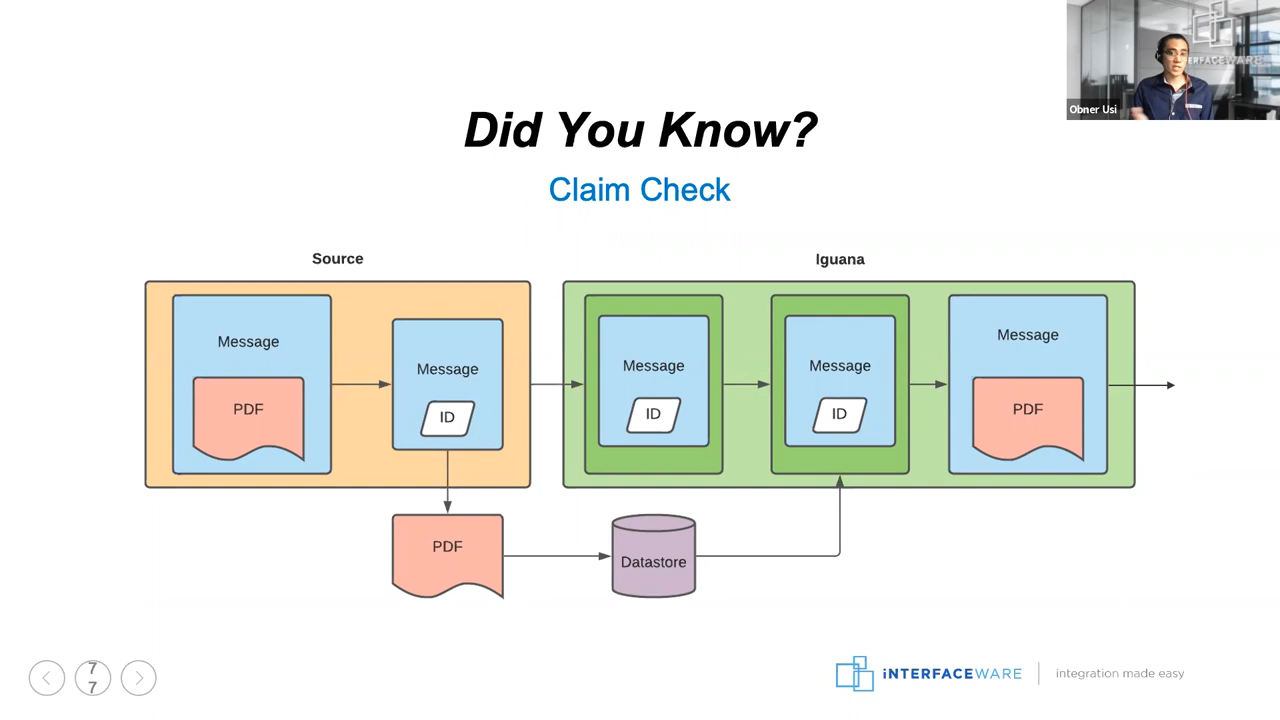 Did You Know?
Claim Check
ERFACEWARE
Obner Usi
Source
Iguana
Message
PDF
Message
ID
Message
ID
Message
ID
Message
PDF
PDF
Datastore
7
7
iNTERFACEWARE
integration made easy